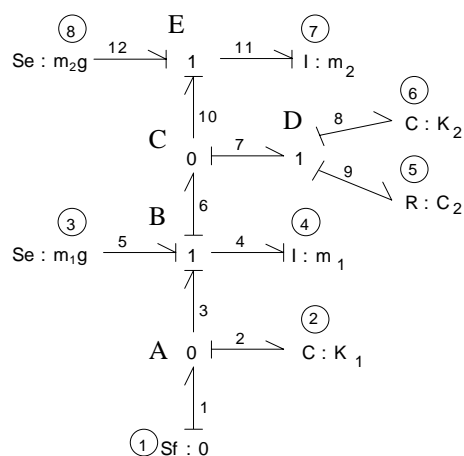 8 E 7
Se : m₂g 12 1 11 I : m₂
10 6
C D 8 C : K₂
0 7 1
9 5
3 B 6 4 R : C₂
Se : m₁g 5 1 4 I : m₁
3 2
A 0 2 C : K₁
1
1 Sf : 0